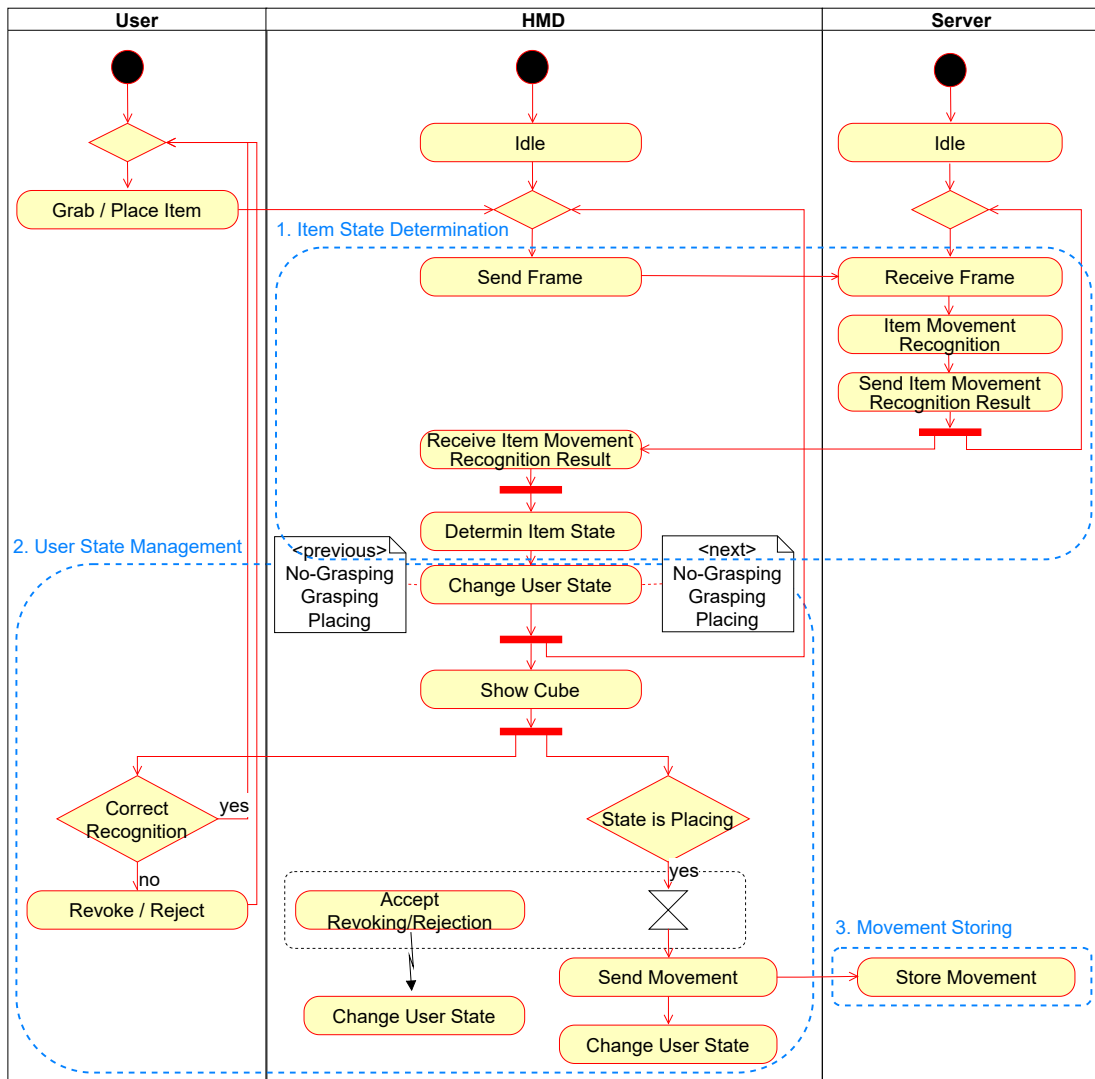 User
HMD
Server
Idle
Idle
Grab / Place Item
1. Item State Determination
Send Frame
Receive Frame
Item Movement
Recognition
Send Item Movement
Recognition Result
Receive Item Movement
Recognition Result
Determin Item State
2. User State Management
<previous>
No-Grasping
Grasping
Placing
Change User State
<next>
No-Grasping
Grasping
Placing
Show Cube
Correct
Recognition
yes
no
State is Placing
yes
Revoke / Reject
Accept
Revoking/Rejection
3. Movement Storing
Send Movement
Store Movement
Change User State
Change User State